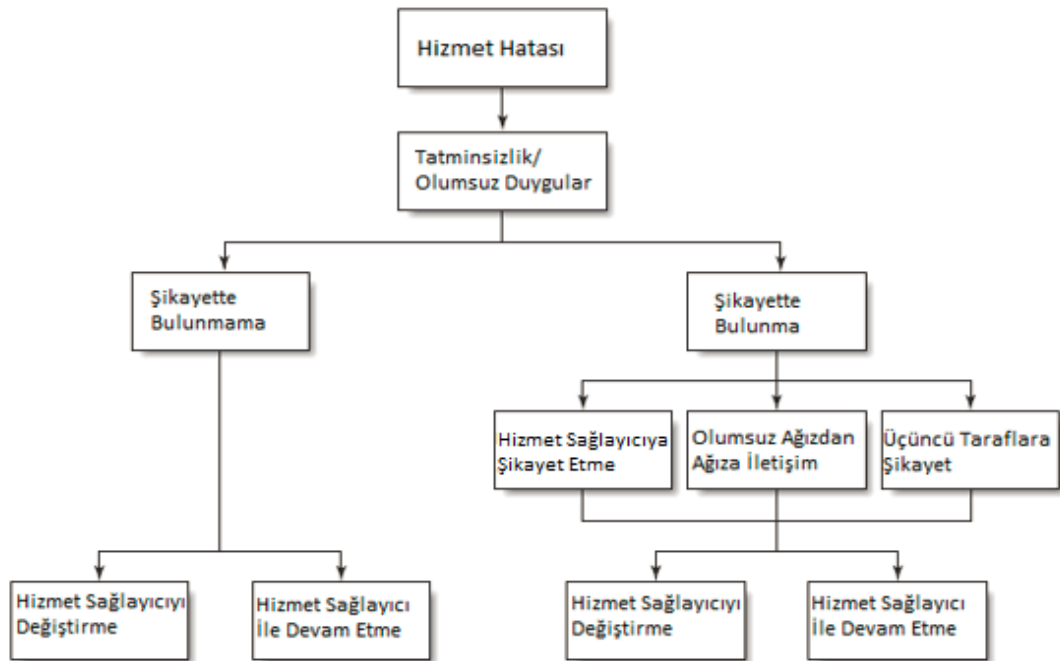 Hizmet Hatası
Tatminsizlik/
Olumsuz Duygular
Şikayette
Bulunmama
Şikayette
Bulunma
Hizmet Sağlayıcıya
Şikayet Etme
Olumsuz Ağızdan
Ağıza İletişim
Üçüncü Taraflara
Şikayet
Hizmet Sağlayıcıyı
Değiştirme
Hizmet Sağlayıcı
İle Devam Etme
Hizmet Sağlayıcıyı
Değiştirme
Hizmet Sağlayıcı
İle Devam Etme